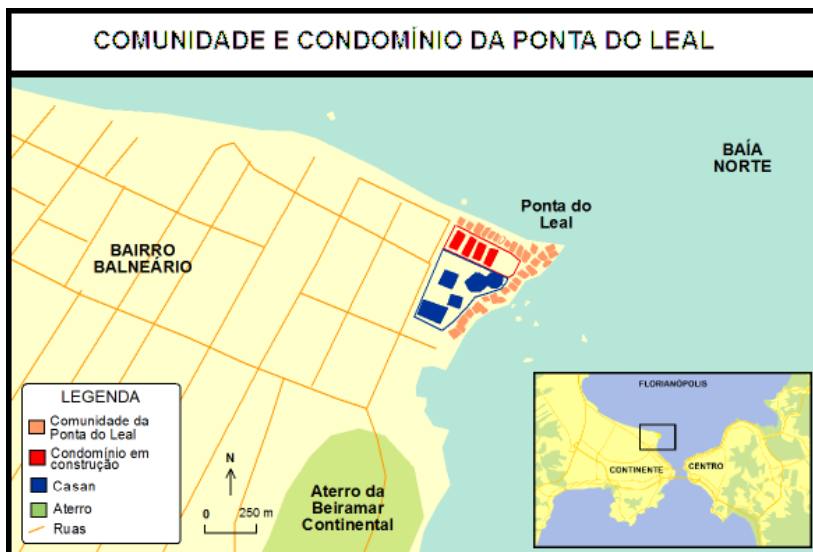 COMUNIDADE E CONDOMÍNIO DA PONTA DO LEAL
BAÍA
NORTE
Ponta do
Leal
BAIRRO
BALNEÁRIO
LEGENDA
Comunidade da
Ponta do Leal
Condomínio em
construção
Casan
Aterro
Ruas
N
0 250 m
Aterro da
Beiramar
Continental
FLORIANÓPOLIS
CONTINENTE
CENTRO